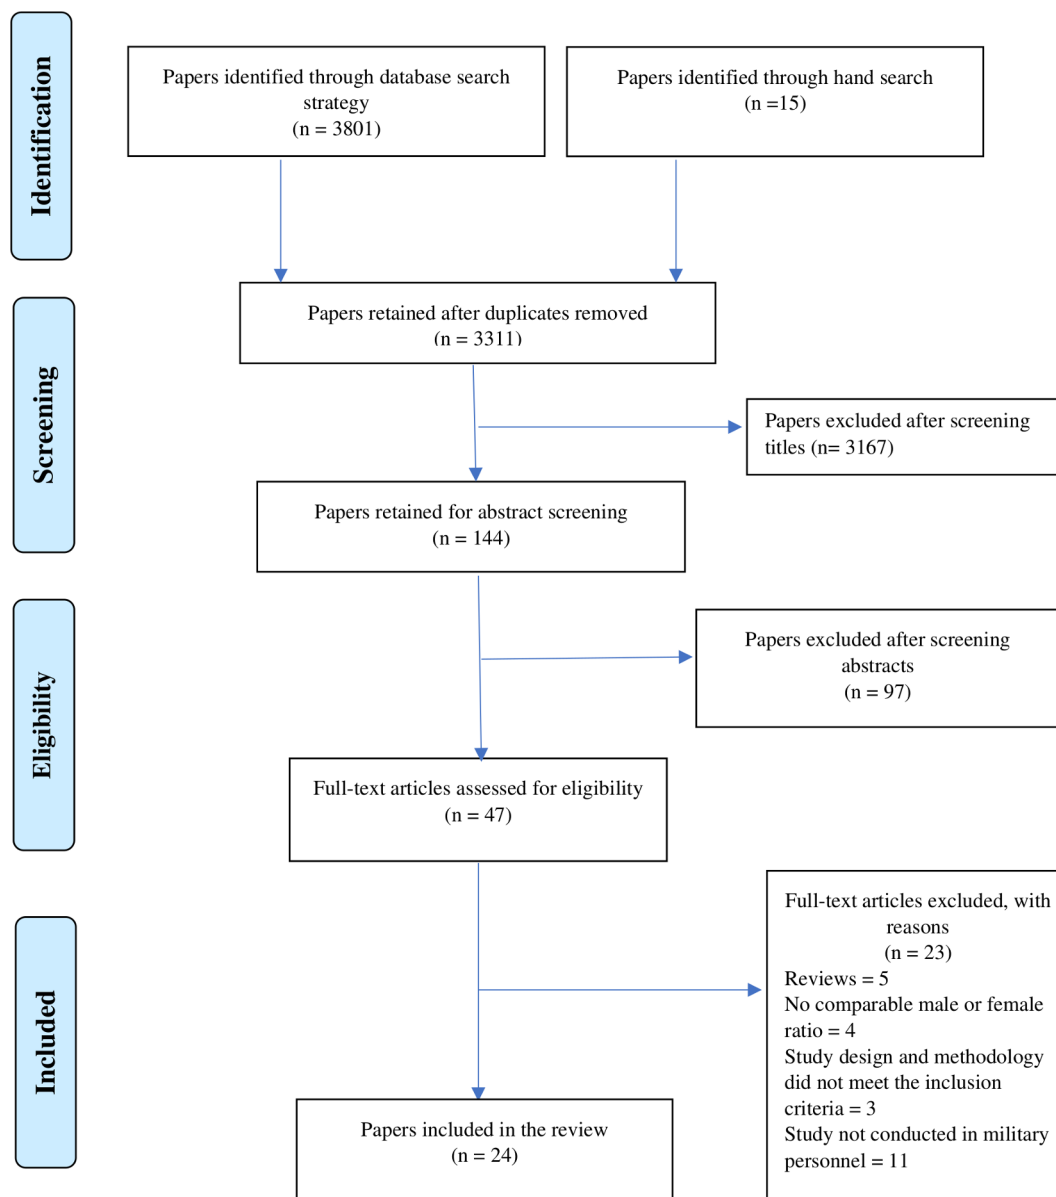 Identification
Papers identified through database search
strategy
(n = 3801)
Papers identified through hand search
(n =15)
Screening
Papers retained after duplicates removed
(n = 3311)
Papers excluded after screening
titles (n= 3167)
Papers retained for abstract screening
(n = 144)
Eligibility
Papers excluded after screening
abstracts
(n = 97)
Full-text articles assessed for eligibility
(n = 47)
Included
Full-text articles excluded, with
reasons
(n = 23)
Reviews = 5
No comparable male or female
ratio = 4
Study design and methodology
did not meet the inclusion
criteria = 3
Study not conducted in military
personnel = 11
Papers included in the review
(n = 24)